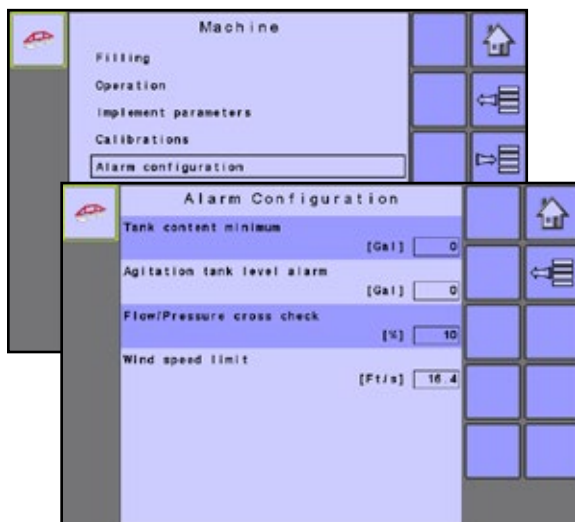 Machine
Filling
Operation
Implement parameters
Calibrations
Alarm configuration
Alarm Configuration
Tank content minimum
[Gal] 0
Agitation tank level alarm
[Gal] 0
Flow/Pressure cross check
[%] 10
Wind speed limit
[Ft/s] 16.4